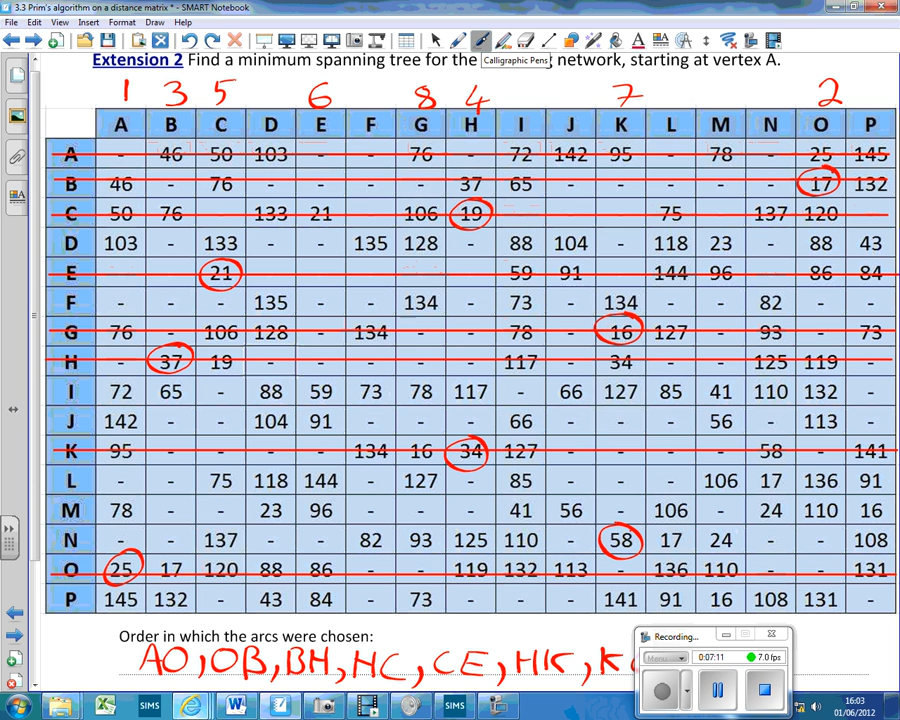 3.3 Prim's algorithm on a distance matrix * - SMART Notebook
File Edit View Insert Format Draw Help
Extension 2 Find a minimum spanning tree for the network, starting at vertex A.
Calligraphic Pens
1 3 5 6 8 4 7 2
A B C D E F G H I J K L M N O P
A - 46 50 103 - - 76 - 72 142 95 - 78 - 25 145
B 46 - 76 - - - - 37 65 - - - - - 17 132
C 50 76 133 21 106 19 75 137 120
D 103 - 133 - - 135 128 - 88 104 - 118 23 - 88 43
E 21 59 91 144 96 86 84
F - - - 135 - - 134 - 73 134 - - 82 - -
G 76 - 106 128 - 134 - - 78 - 16 127 - 93 - 73
H - 37 19 117 34 125 119
I 72 65 - 88 59 73 78 117 - 66 127 85 41 110 132 -
J 142 - - 104 91 - - - 66 - - 56 - 113 -
K 95 - - - - 134 16 34 127 - - - - 58 - 141
L - - 75 118 144 - 127 - 85 106 17 136 91
M 78 - - 23 96 - - - 41 56 - 106 - 24 110 16
N - - 137 - - 82 93 125 110 - 58 17 24 - - 108
O 25 17 120 88 86 - - 119 132 113 - 136 110 - - 131
P 145 132 - 43 84 - 73 - - - 141 91 16 108 131 -
Order in which the arcs were chosen:
AO, OB, BH, HC, CE, HK,
Recording...
Menu...
0:07:11 7.0 fps
SIMS SIMS
16:03
01/06/2012